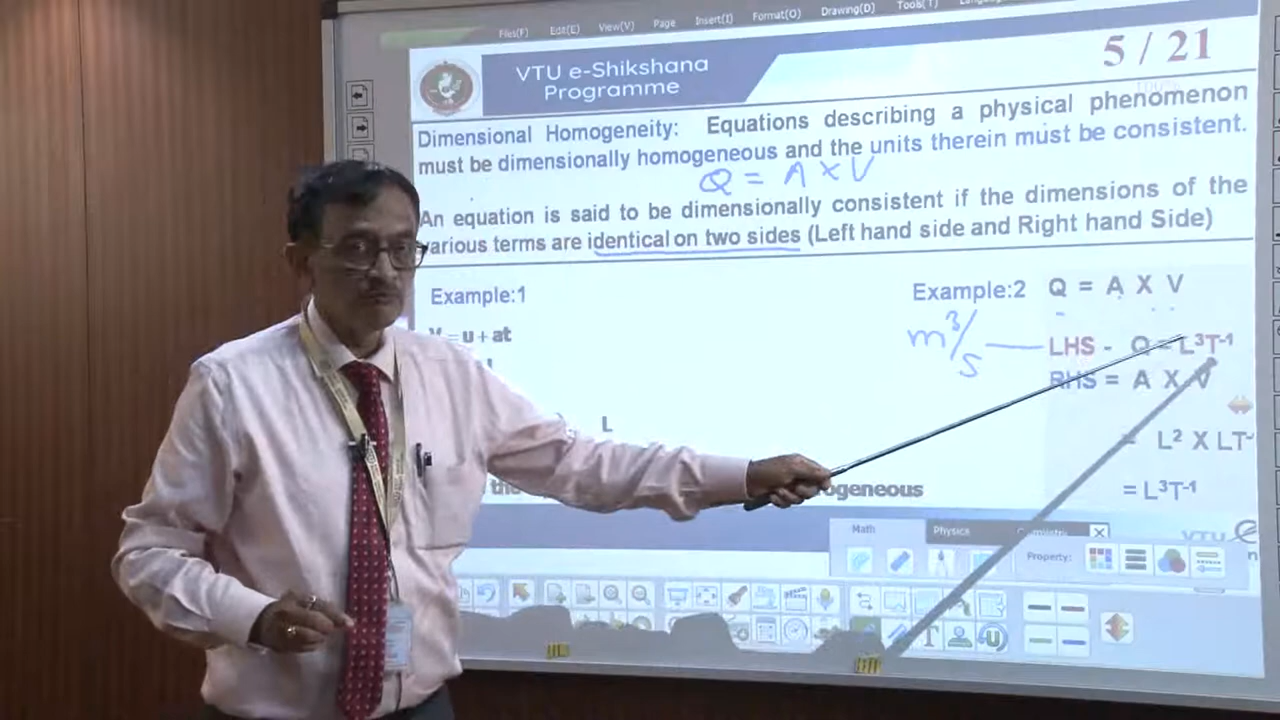 Files(F) Edit(E) View(V) Page Insert(I) Format(O) Drawing(D) Tools(T)
VTU e-Shikshana
Programme
5 / 21
Dimensional Homogeneity: Equations describing a physical phenomenon
must be dimensionally homogeneous and the units therein must be consistent.
Q = A × V
An equation is said to be dimensionally consistent if the dimensions of the
various terms are identical on two sides (Left hand side and Right hand Side)
Example:1
Example:2 Q = A X V
= u + at
m³/s
LHS - Q = L³T⁻¹
RHS = A X V
L
= L² X LT⁻
= L³T⁻¹
Math Physics Chemistry
VTU e
Property: